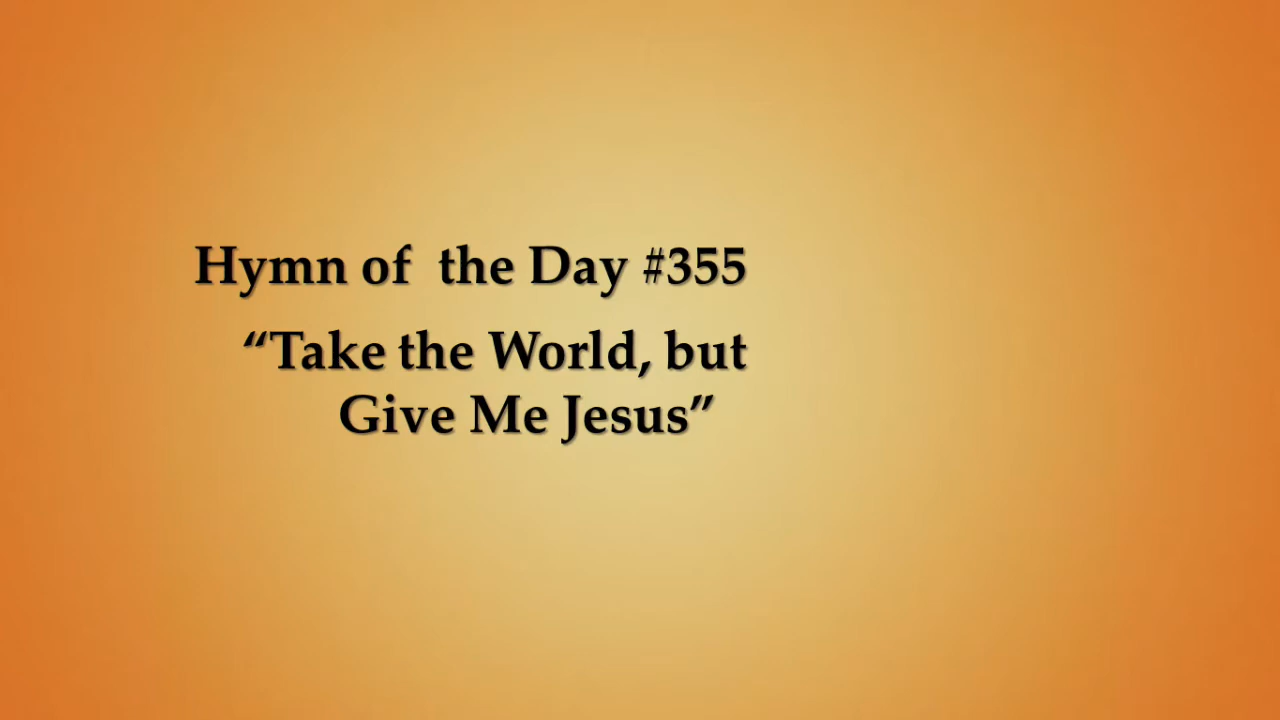 Hymn of  the Day #355
“Take the World, but
Give Me Jesus”